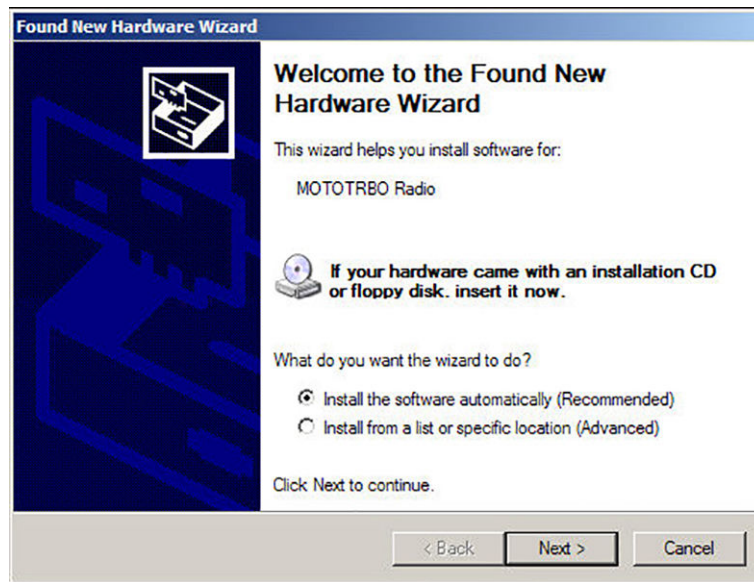 Found New Hardware Wizard
Welcome to the Found New
Hardware Wizard
This wizard helps you install software for:
MOTOTRBO Radio
If your hardware came with an installation CD
or floppy disk, insert it now.
What do you want the wizard to do?
Install the software automatically (Recommended)
Install from a list or specific location (Advanced)
Click Next to continue.
< Back
Next >
Cancel